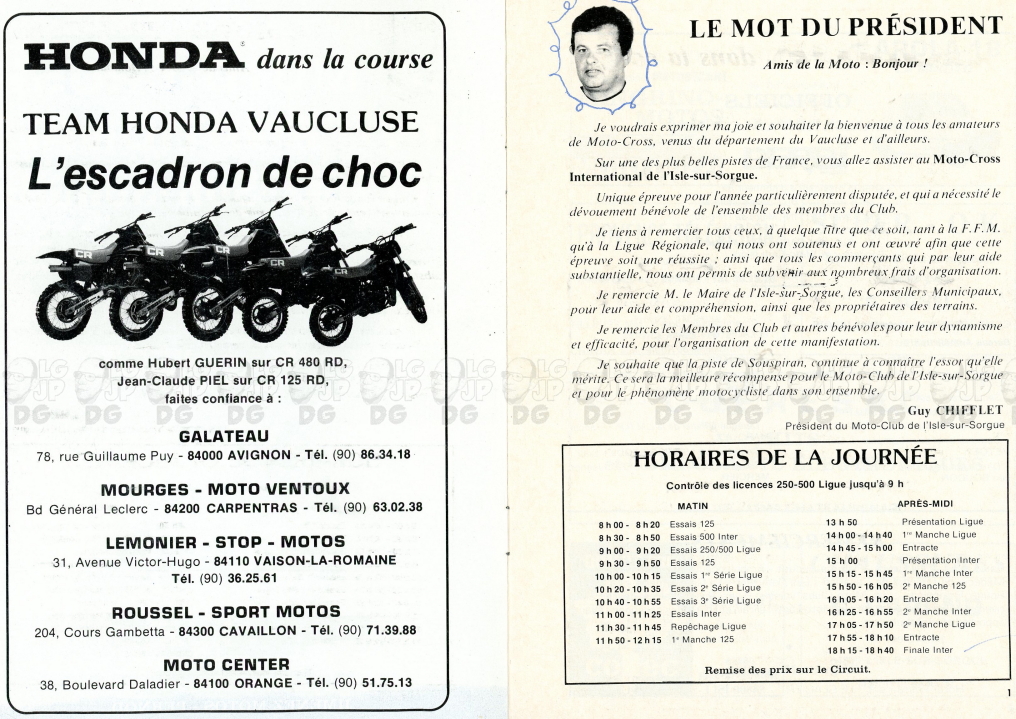 HONDA dans la course
TEAM HONDA VAUCLUSE
L'escadron de choc
CR CR CR CR
comme Hubert GUERIN sur CR 480 RD,
Jean-Claude PIEL sur CR 125 RD,
faites confiance à :
GALATEAU
78, rue Guillaume Puy - 84000 AVIGNON - Tél. (90) 86.34.18
MOURGES - MOTO VENTOUX
Bd Général Leclerc - 84200 CARPENTRAS - Tél. (90) 63.02.38
LEMONIER - STOP - MOTOS
31, Avenue Victor-Hugo - 84110 VAISON-LA-ROMAINE
Tél. (90) 36.25.61
ROUSSEL - SPORT MOTOS
204, Cours Gambetta - 84300 CAVAILLON - Tél. (90) 71.39.88
MOTO CENTER
38, Boulevard Daladier - 84100 ORANGE - Tél. (90) 51.75.13
LE MOT DU PRÉSIDENT
Amis de la Moto : Bonjour !
Je voudrais exprimer ma joie et souhaiter la bienvenue à tous les amateurs
de Moto-Cross, venus du département du Vaucluse et d'ailleurs.
Sur une des plus belles pistes de France, vous allez assister au Moto-Cross
International de l'Isle-sur-Sorgue.
Unique épreuve pour l'année particulièrement disputée, et qui a nécessité le
dévouement bénévole de l'ensemble des membres du Club.
Je tiens à remercier tous ceux, à quelque titre que ce soit, tant à la F.F.M.
qu'à la Ligue Régionale, qui nous ont soutenus et ont œuvré afin que cette
épreuve soit une réussite ; ainsi que tous les commerçants qui par leur aide
substantielle, nous ont permis de subvenir aux nombreux frais d'organisation.
Je remercie M. le Maire de l'Isle-sur-Sorgue, les Conseillers Municipaux,
pour leur aide et compréhension, ainsi que les propriétaires des terrains.
Je remercie les Membres du Club et autres bénévoles pour leur dynamisme
et efficacité, pour l'organisation de cette manifestation.
Je souhaite que la piste de Souspiran, continue à connaître l'essor qu'elle
mérite. Ce sera la meilleure récompense pour le Moto-Club de l'Isle-sur-Sorgue
et pour le phénomène motocycliste dans son ensemble.
Guy CHIFFLET
Président du Moto-Club de l'Isle-sur-Sorgue
HORAIRES DE LA JOURNÉE
Contrôle des licences 250-500 Ligue jusqu'à 9 h
MATIN
8 h 00 - 8 h 20 Essais 125
8 h 30 - 8 h 50 Essais 500 Inter
9 h 00 - 9 h 20 Essais 250/500 Ligue
9 h 30 - 9 h 50 Essais 125
10 h 00 - 10 h 15 Essais 1re Série Ligue
10 h 20 - 10 h 35 Essais 2e Série Ligue
10 h 40 - 10 h 55 Essais 3e Série Ligue
11 h 00 - 11 h 25 Essais Inter
11 h 30 - 11 h 45 Repêchage Ligue
11 h 50 - 12 h 15 1e Manche 125
APRÈS-MIDI
13 h 50 Présentation Ligue
14 h 00 - 14 h 40 1re Manche Ligue
14 h 45 - 15 h 00 Entracte
15 h 00 Présentation Inter
15 h 15 - 15 h 45 1re Manche Inter
15 h 50 - 16 h 05 2e Manche 125
16 h 05 - 16 h 20 Entracte
16 h 25 - 16 h 55 2e Manche Inter
17 h 05 - 17 h 50 2e Manche Ligue
17 h 55 - 18 h 10 Entracte
18 h 15 - 18 h 40 Finale Inter
Remise des prix sur le Circuit.
1